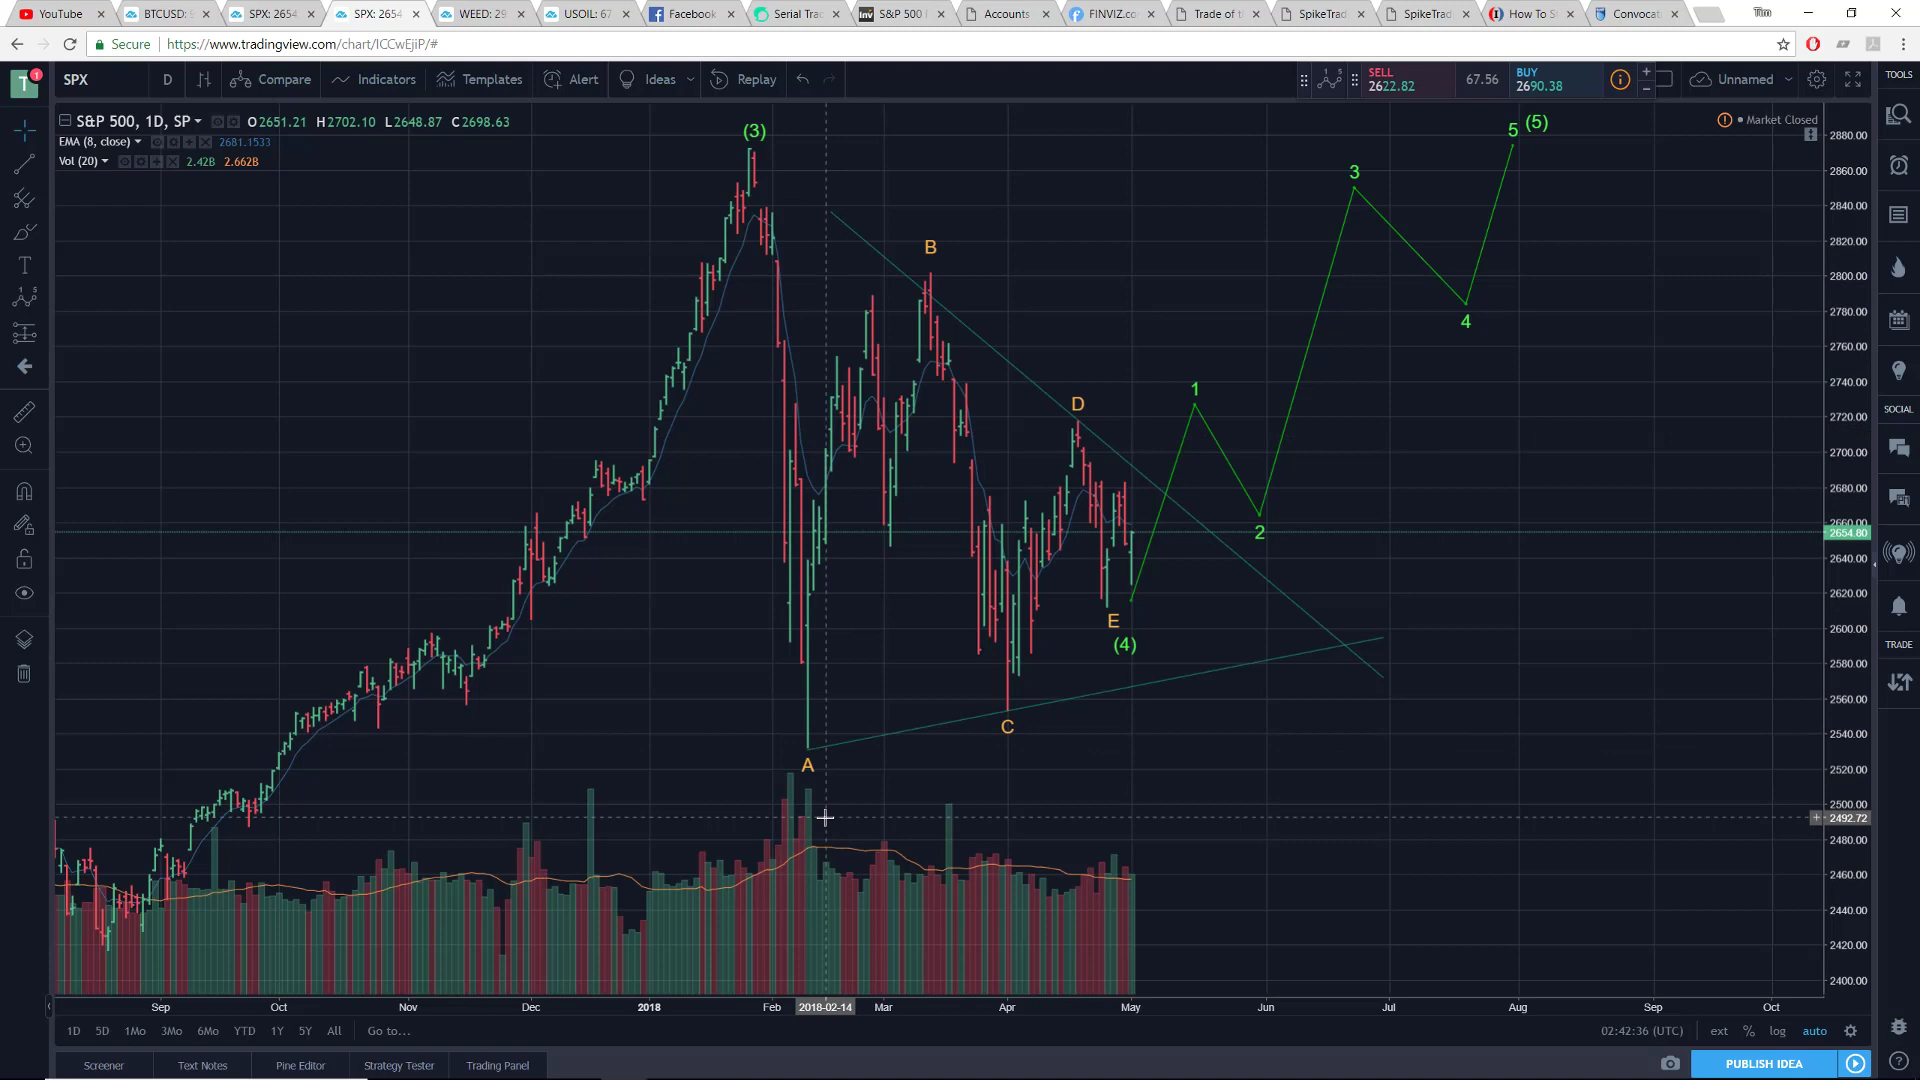 YouTube
BTCUSD: 9
SPX: 2654
SPX: 2654
WEED: 29
USOIL: 67
Facebook
Serial Trac
S&P 500
Accounts
FINVIZ.co
Trade of t
SpikeTrad
SpikeTrad
How To S
Convocat
Tim
Secure
https://www.tradingview.com/chart/ICCwEjiP/#
T
1
SPX
D
Compare
Indicators
Templates
Alert
Ideas
Replay
SELL
2622.82
67.56
BUY
2690.38
Unnamed
TOOLS
S&P 500, 1D, SP
O2651.21 H2702.10 L2648.87 C2698.63
Market Closed
EMA (8, close)
2681.1533
Vol (20)
2.42B
2.662B
(3)
5 (5)
3
B
4
1
D
2
E
(4)
C
A
2880.00
2860.00
2840.00
2820.00
2800.00
2780.00
2760.00
2740.00
2720.00
2700.00
2680.00
2660.00
2654.80
2640.00
2620.00
2600.00
2580.00
2560.00
2540.00
2520.00
2500.00
2492.72
2480.00
2460.00
2440.00
2420.00
2400.00
SOCIAL
TRADE
Sep
Oct
Nov
Dec
2018
Feb
2018-02-14
Mar
Apr
May
Jun
Jul
Aug
Sep
Oct
1D
5D
1Mo
3Mo
6Mo
YTD
1Y
5Y
All
Go to...
02:42:36 (UTC)
ext
%
log
auto
Screener
Text Notes
Pine Editor
Strategy Tester
Trading Panel
PUBLISH IDEA